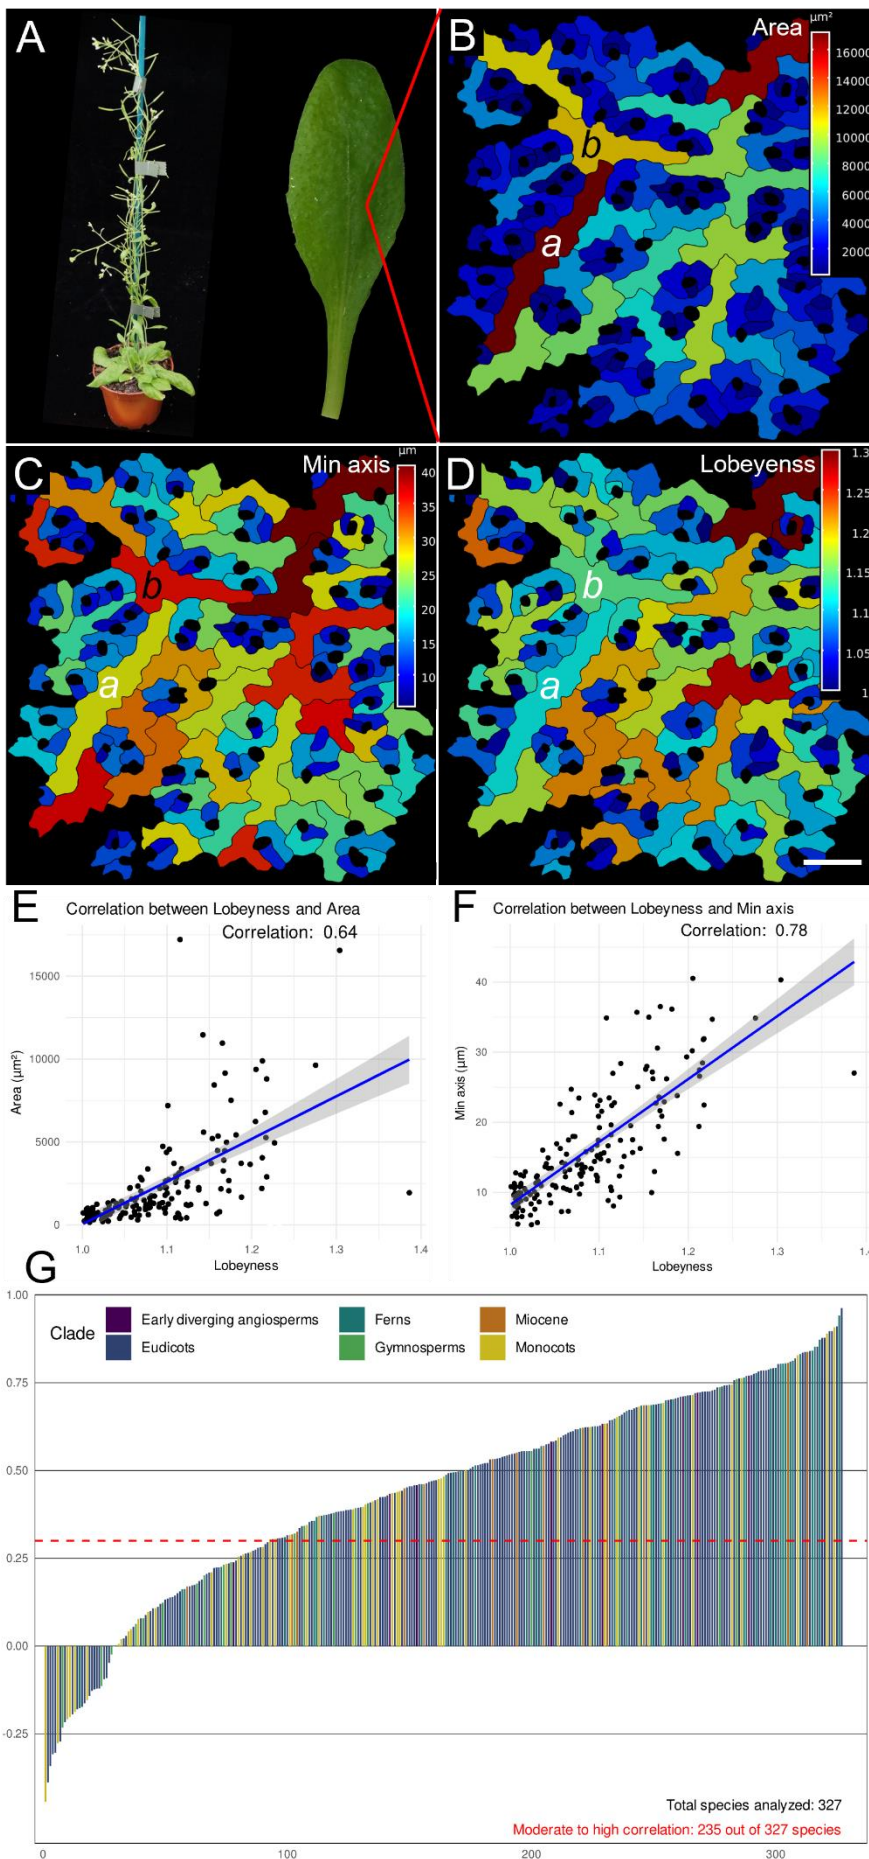 A
B
Area
µm²
16000
14000
12000
10000
8000
6000
4000
2000
b
a
C
Min axis
µm
40
35
30
25
20
15
10
b
a
D
Lobeyenss
1.3
1.25
1.2
1.15
1.1
1.05
1
b
a
E
Correlation between Lobeyness and Area
Correlation: 0.64
Area (µm²)
15000
10000
5000
0
1.0
1.1
1.2
1.3
1.4
Lobeyness
F
Correlation between Lobeyness and Min axis
Correlation: 0.78
Min axis (µm)
40
30
20
10
1.0
1.1
1.2
1.3
1.4
Lobeyness
G
1.00
0.75
0.50
0.25
0.00
-0.25
Clade
Early diverging angiosperms
Ferns
Miocene
Eudicots
Gymnosperms
Monocots
Total species analyzed: 327
Moderate to high correlation: 235 out of 327 species
0
100
200
300